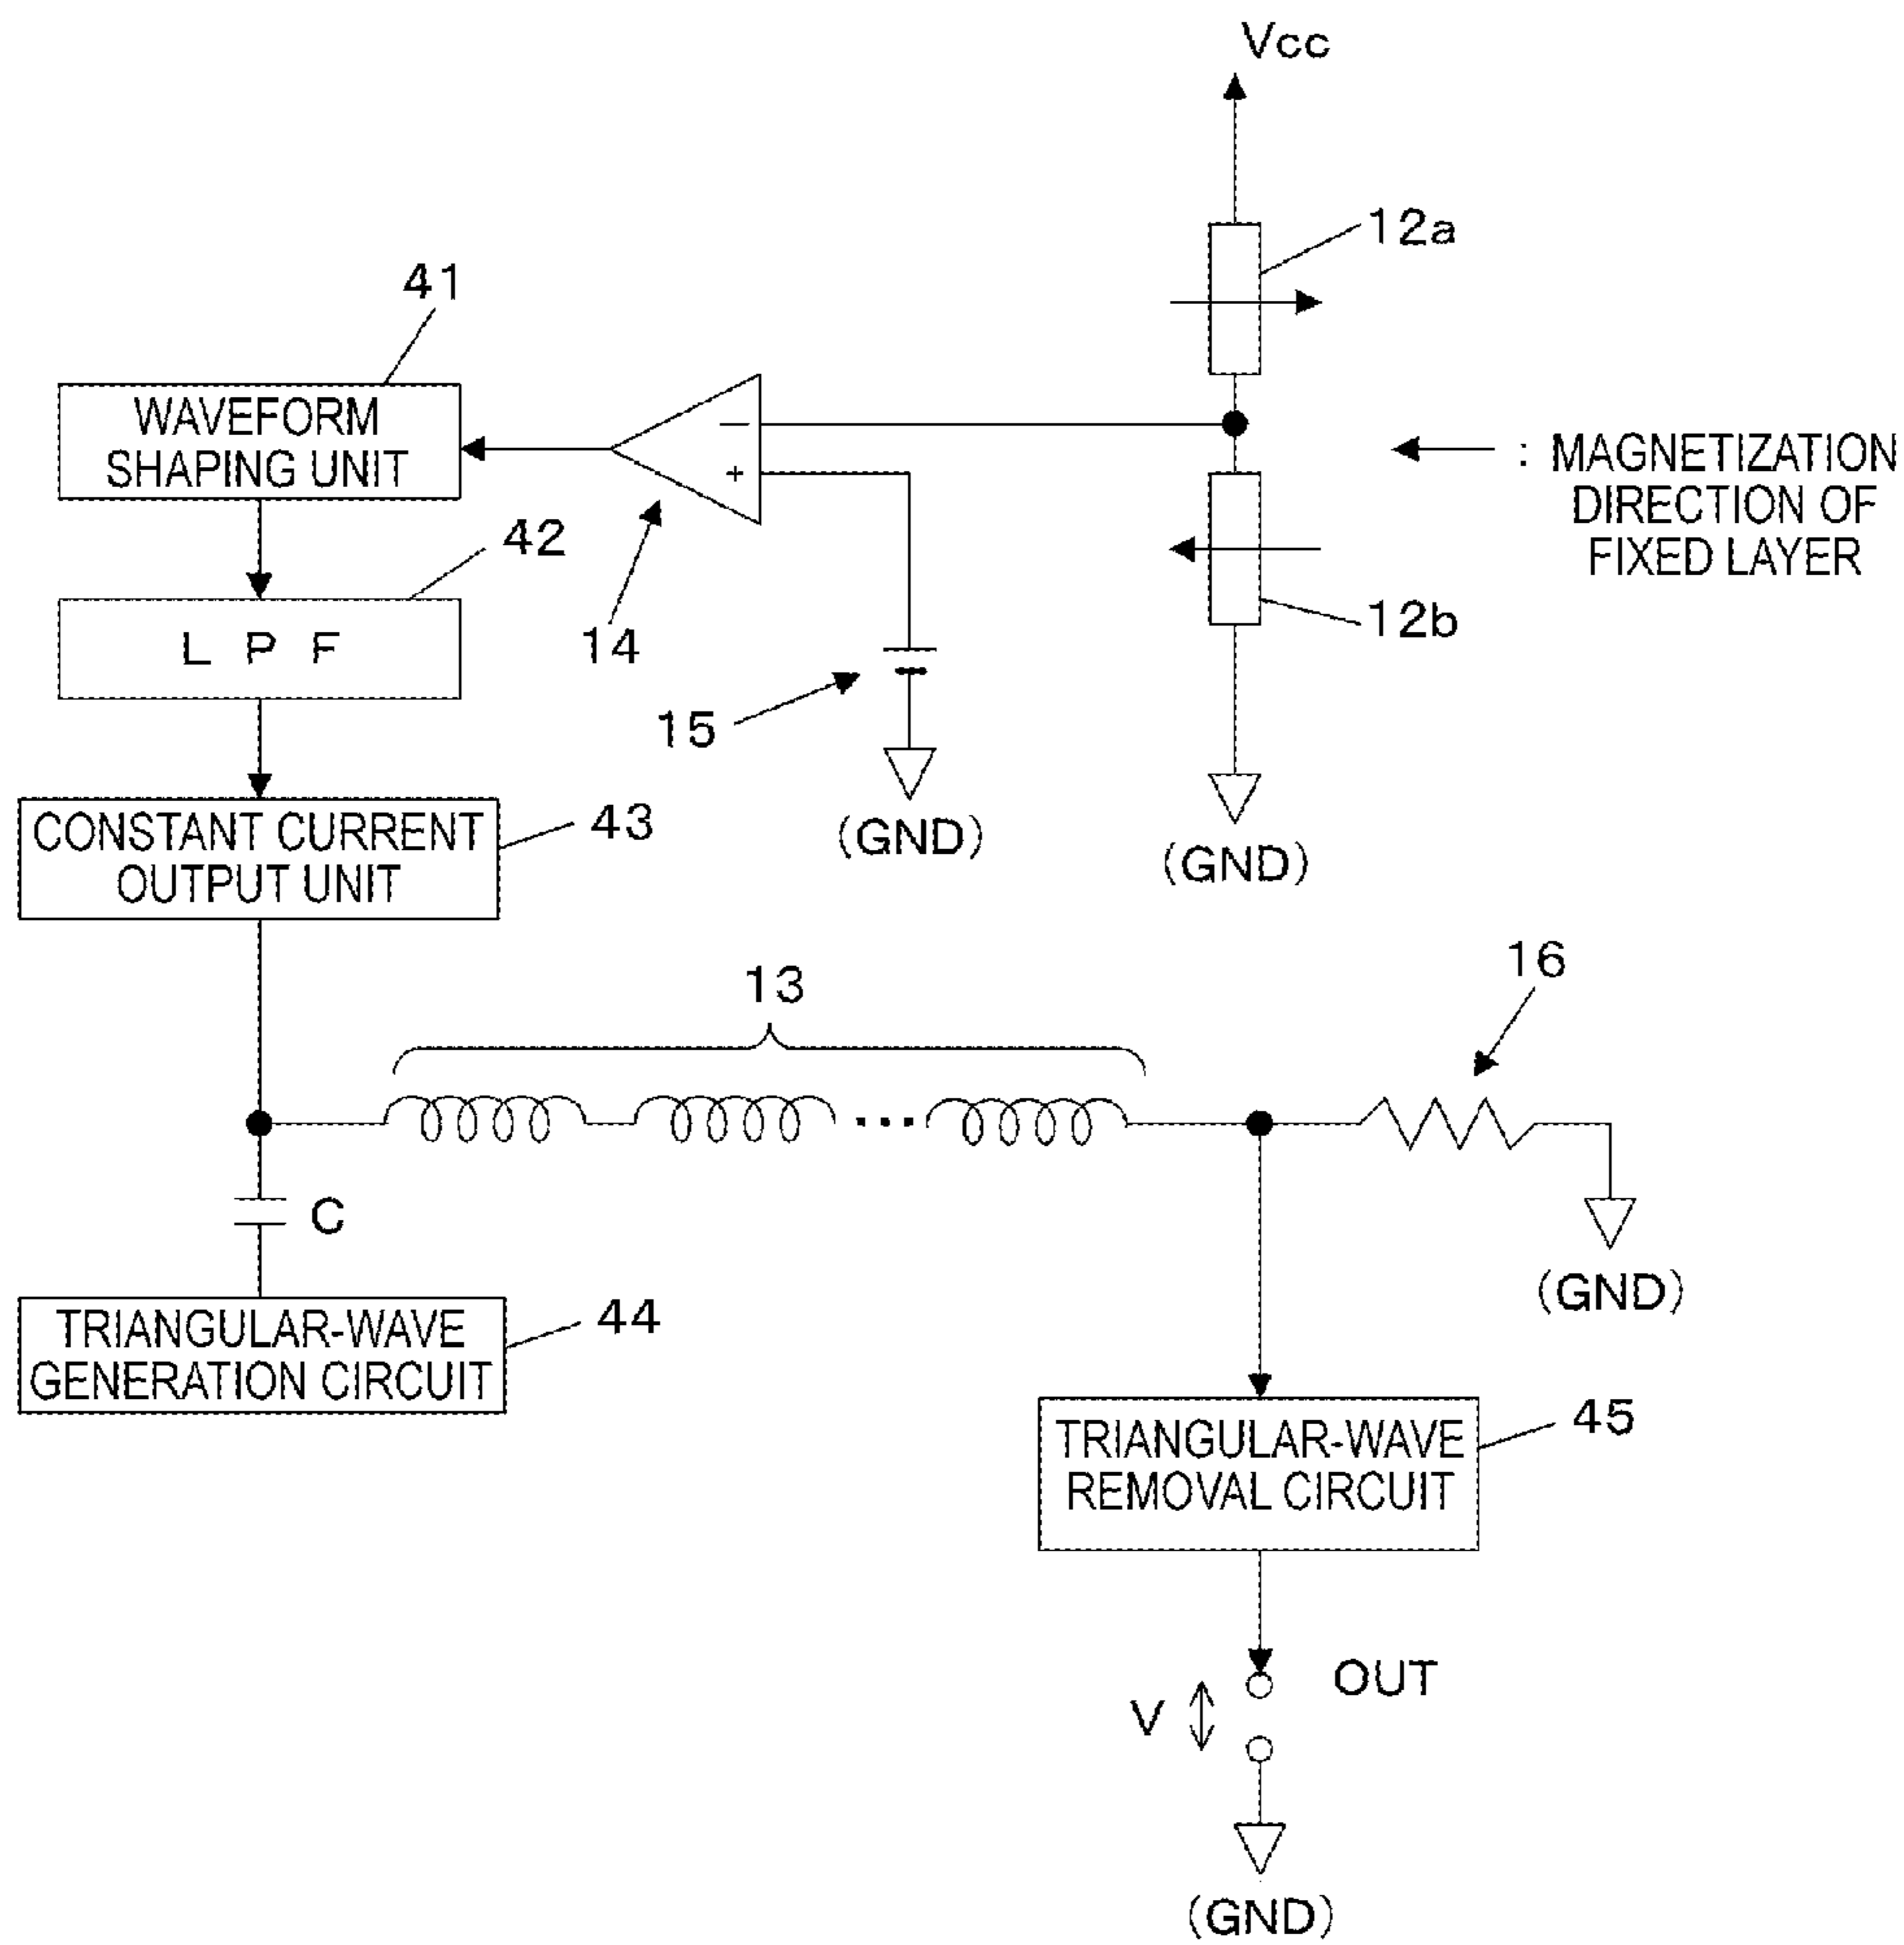 Vcc
12a
41
WAVEFORM
SHAPING UNIT
−
+
: MAGNETIZATION
DIRECTION OF
FIXED LAYER
42
14
12b
L P F
15
43
CONSTANT CURRENT
OUTPUT UNIT
(GND)
(GND)
16
13
...
C
(GND)
44
TRIANGULAR-WAVE
GENERATION CIRCUIT
45
TRIANGULAR-WAVE
REMOVAL CIRCUIT
OUT
V
(GND)